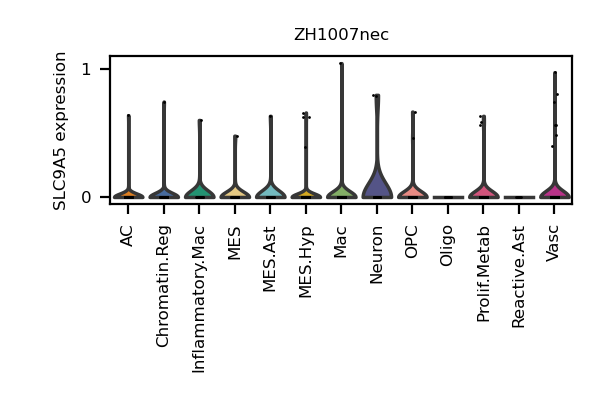 ZH1007nec
SLC9A5 expression
1
0
AC
Chromatin.Reg
Inflammatory.Mac
MES
MES.Ast
MES.Hyp
Mac
Neuron
OPC
Oligo
Prolif.Metab
Reactive.Ast
Vasc